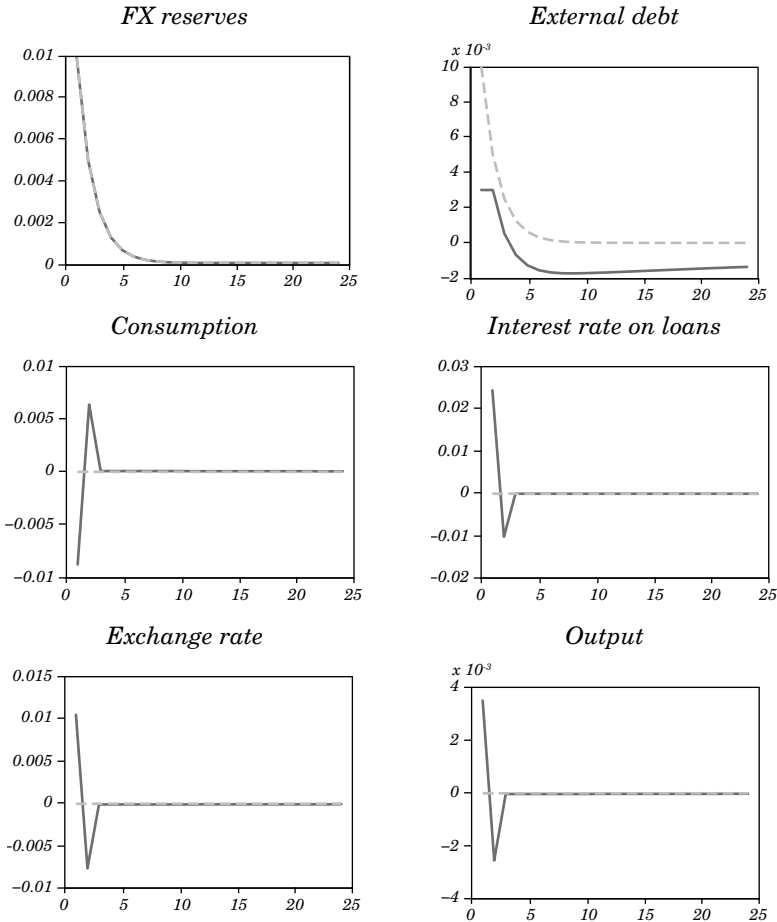 FX reserves
0.01
0.008
0.006
0.004
0.002
0
0 5 10 15 20 25
External debt
x 10-3
10
8
6
4
2
0
–2
0 5 10 15 20 25
Consumption
0.01
0.005
0
–0.005
–0.01
0 5 10 15 20 25
Interest rate on loans
0.03
0.02
0.01
0
-0.01
-0.02
0 5 10 15 20 25
Exchange rate
0.015
0.01
0.005
0
-0.005
–0.01
0 5 10 15 20 25
Output
x 10-3
4
2
0
–2
–4
0 5 10 15 20 25